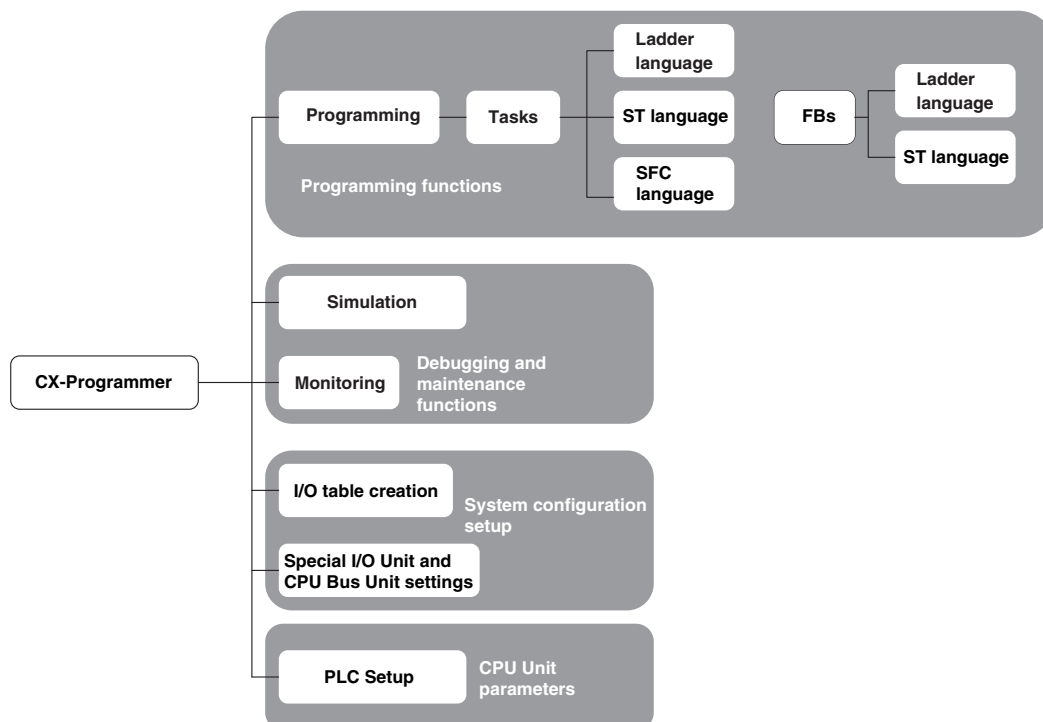 Ladder
language
Programming
Tasks
ST language
SFC
language
FBs
Ladder
language
ST language
Programming functions
Simulation
CX-Programmer
Monitoring
Debugging and
maintenance
functions
I/O table creation
System configuration
setup
Special I/O Unit and
CPU Bus Unit settings
PLC Setup
CPU Unit
parameters